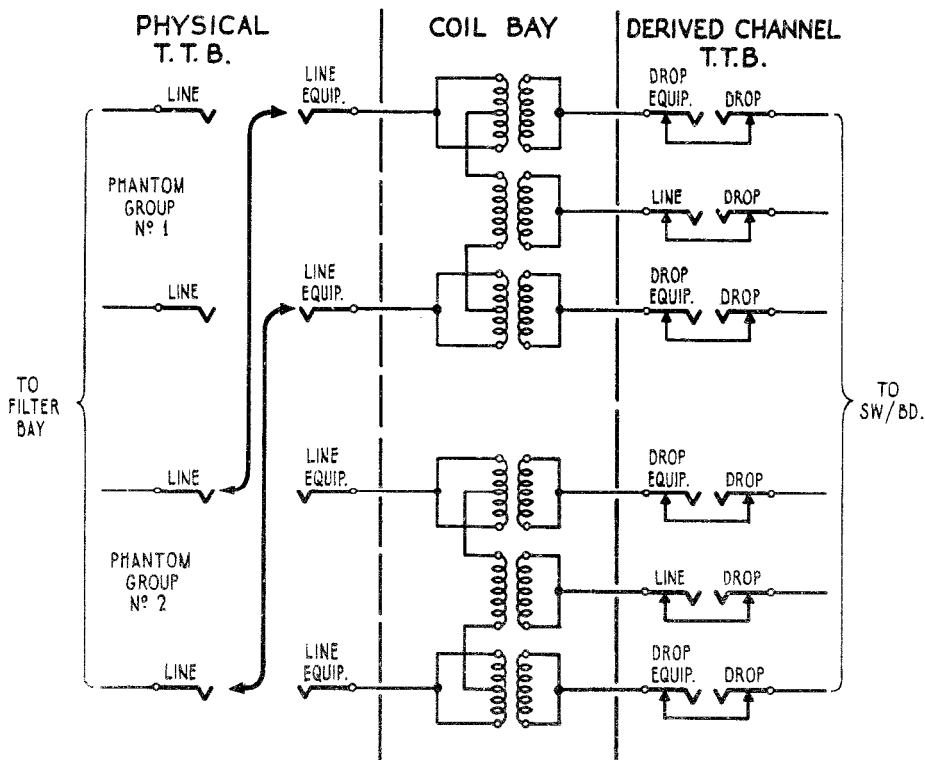 PHYSICAL
T. T. B.
COIL BAY
DERIVED CHANNEL
T.T.B.
LINE
LINE
EQUIP.
DROP
EQUIP.
DROP
PHANTOM
GROUP
Nº 1
LINE
DROP
LINE
LINE
EQUIP.
DROP
EQUIP.
DROP
TO
FILTER
BAY
TO
SW/BD.
LINE
LINE
EQUIP.
DROP
EQUIP.
DROP
PHANTOM
GROUP
Nº 2
LINE
DROP
LINE
LINE
EQUIP.
DROP
EQUIP.
DROP